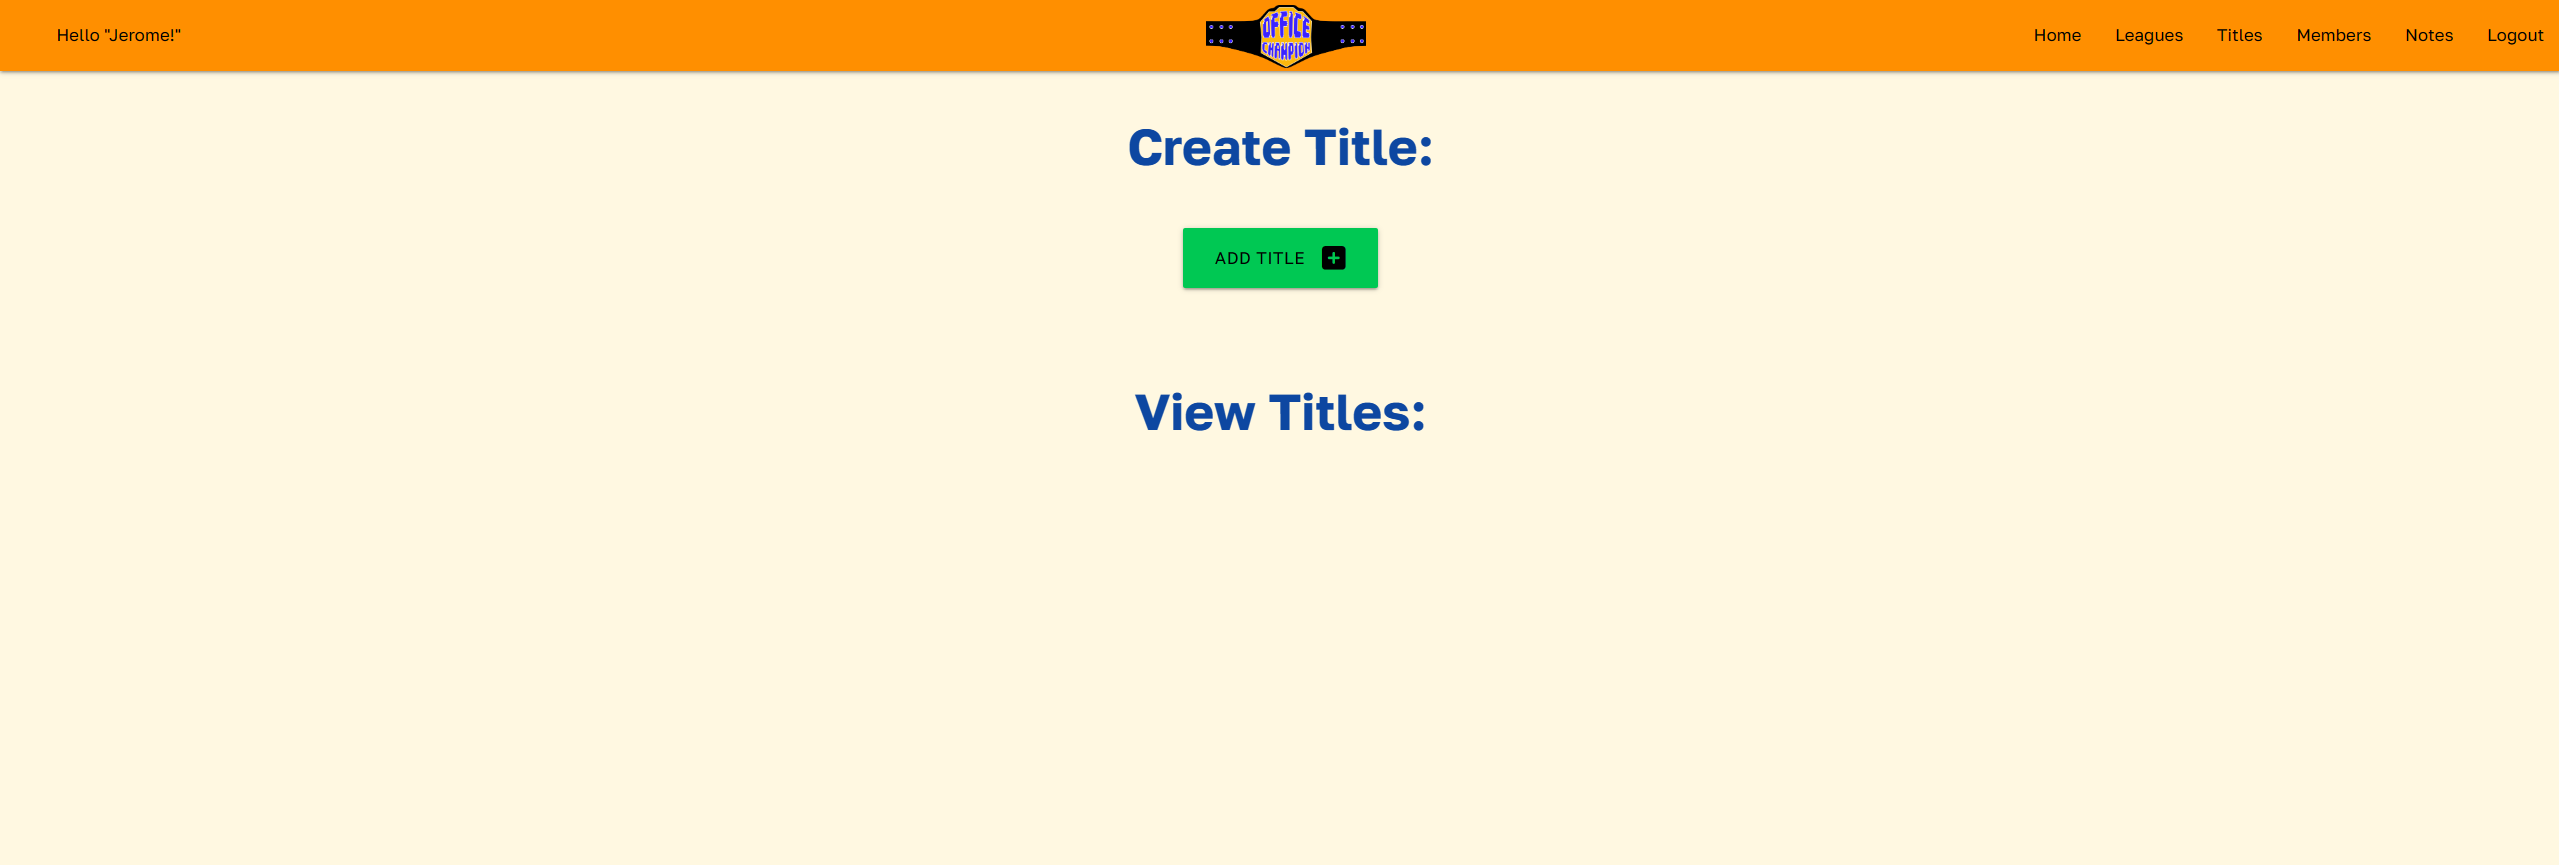 Hello "Jerome!"
OFFICE
CHAMPION
Home Leagues Titles Members Notes Logout
Create Title:
ADD TITLE
View Titles: